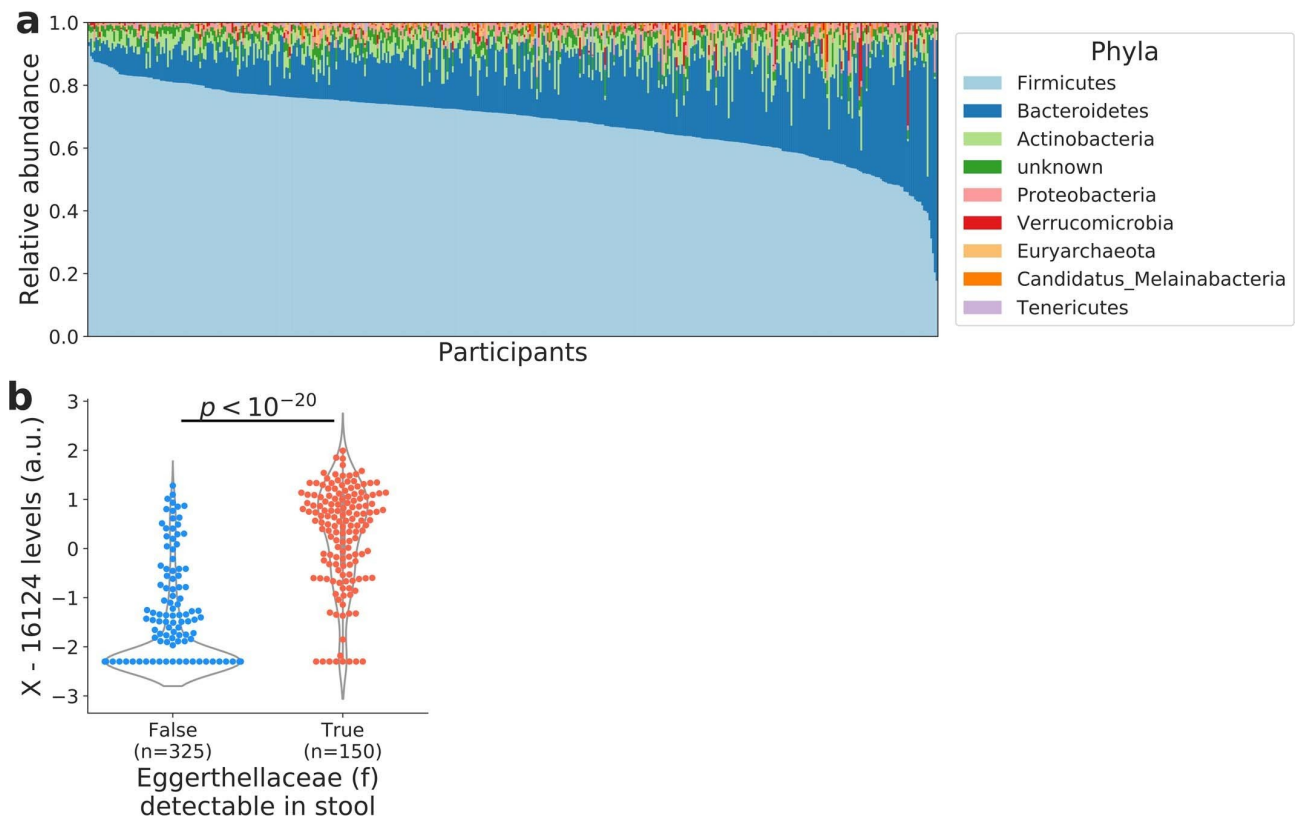 a
1.0
0.8
0.6
0.4
0.2
0.0
Relative abundance
Participants
Phyla
Firmicutes
Bacteroidetes
Actinobacteria
unknown
Proteobacteria
Verrucomicrobia
Euryarchaeota
Candidatus_Melainabacteria
Tenericutes
b
p < 10⁻²⁰
3
2
1
0
−1
−2
−3
X - 16124 levels (a.u.)
False
(n=325)
True
(n=150)
Eggerthellaceae (f)
detectable in stool